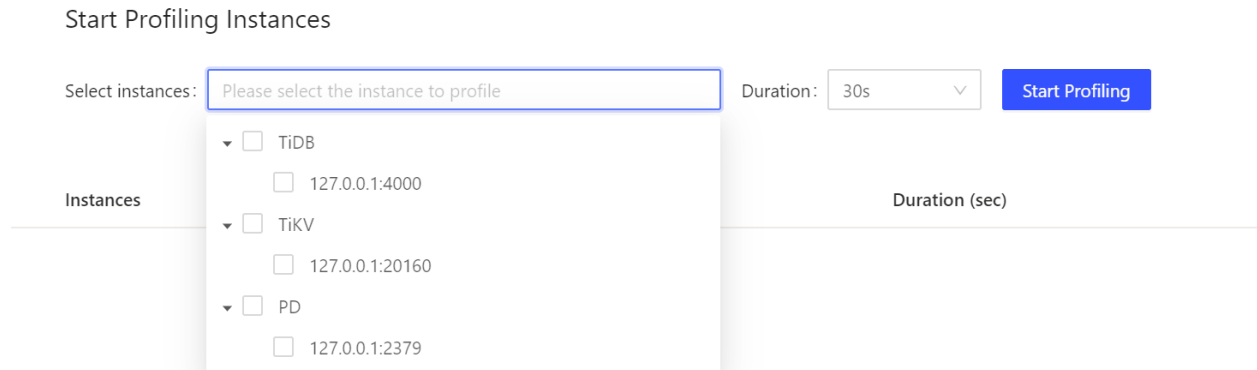 Start Profiling Instances
Select instances: Please select the instance to profile Duration: 30s Start Profiling
TiDB
127.0.0.1:4000
Instances Duration (sec)
TiKV
127.0.0.1:20160
PD
127.0.0.1:2379